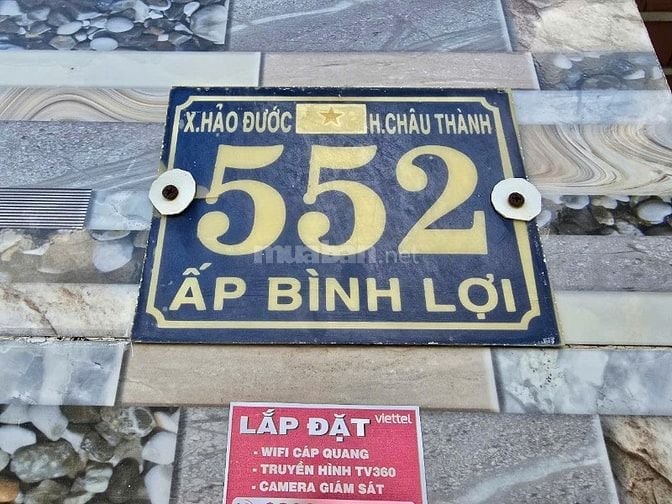 X.HẢO ĐƯỚC H.CHÂU THÀNH
552
muaban.net
ẤP BÌNH LỢI
LẮP ĐẶT viettel
- WIFI CÁP QUANG
- TRUYỀN HÌNH TV360
- CAMERA GIÁM SÁT